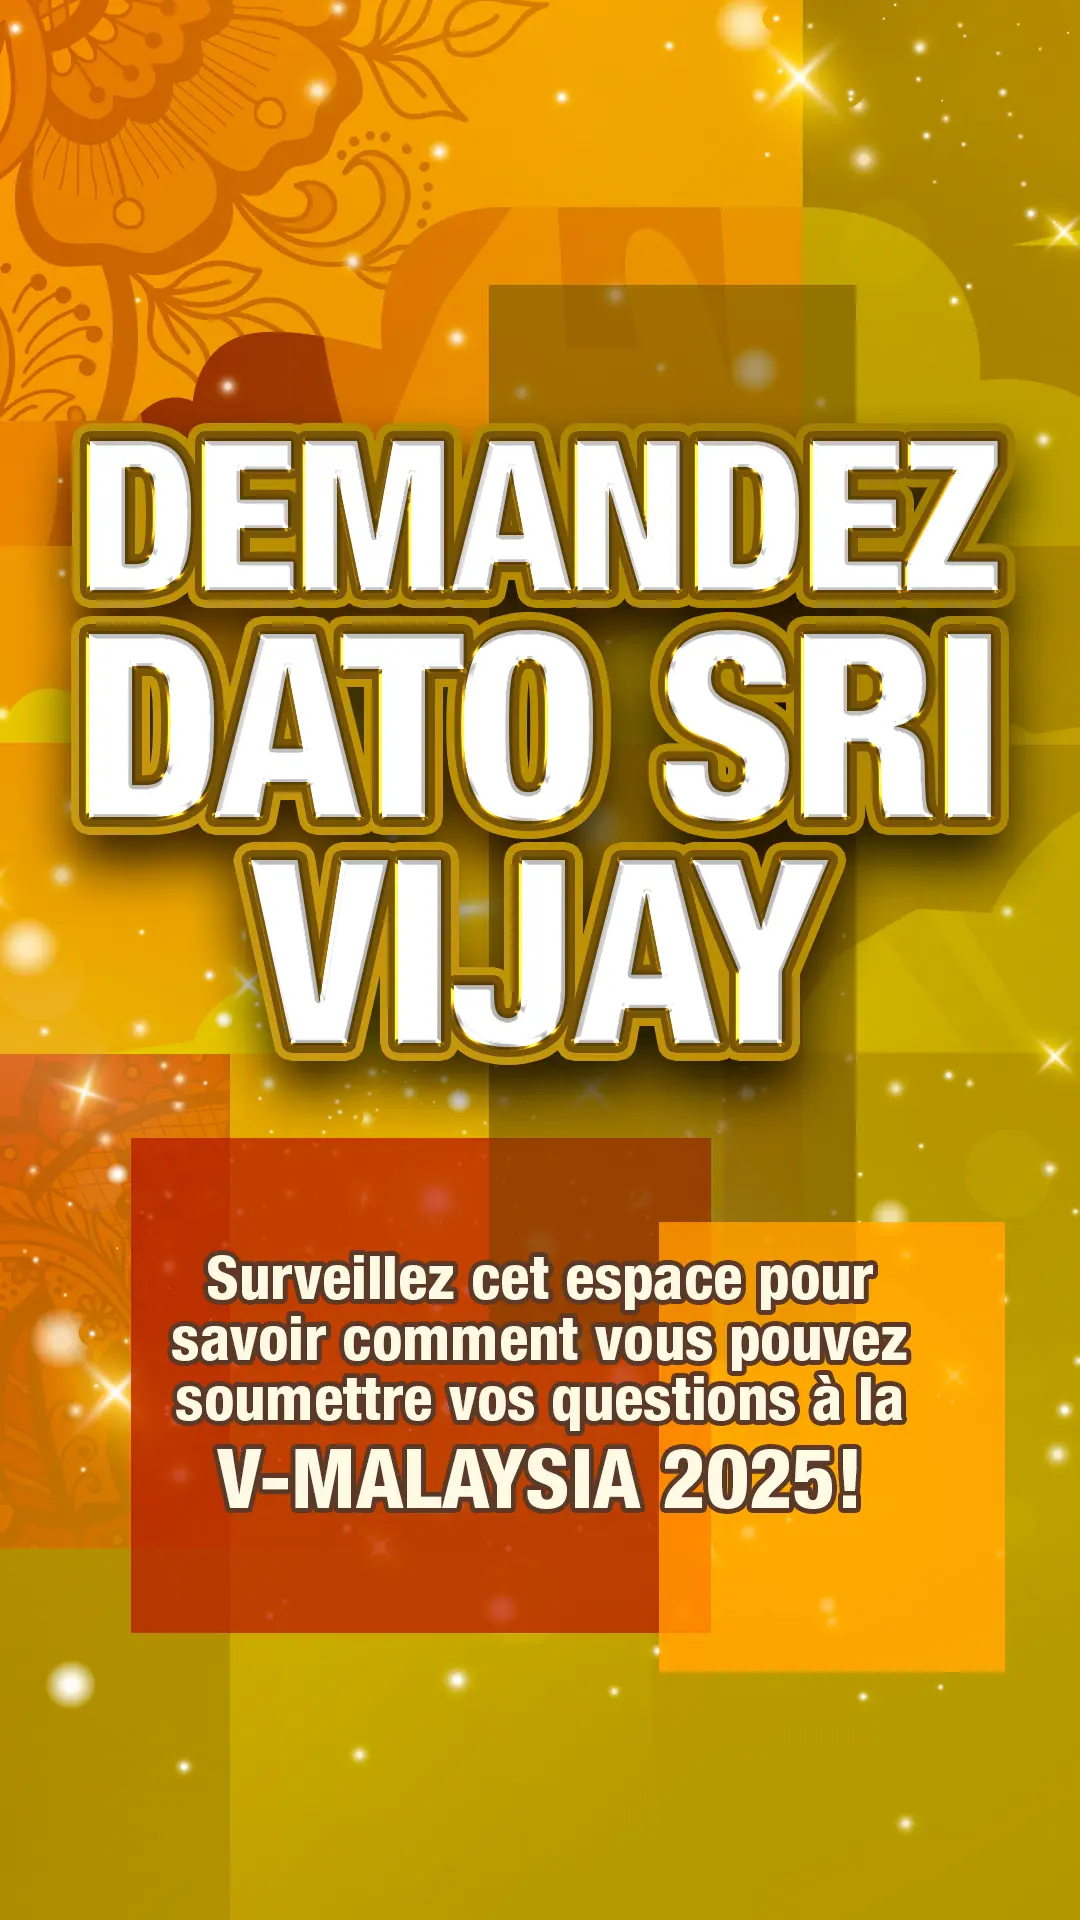 DEMANDEZ
DATO SRI
VIJAY
Surveillez cet espace pour
savoir comment vous pouvez
soumettre vos questions à la
V-MALAYSIA 2025!